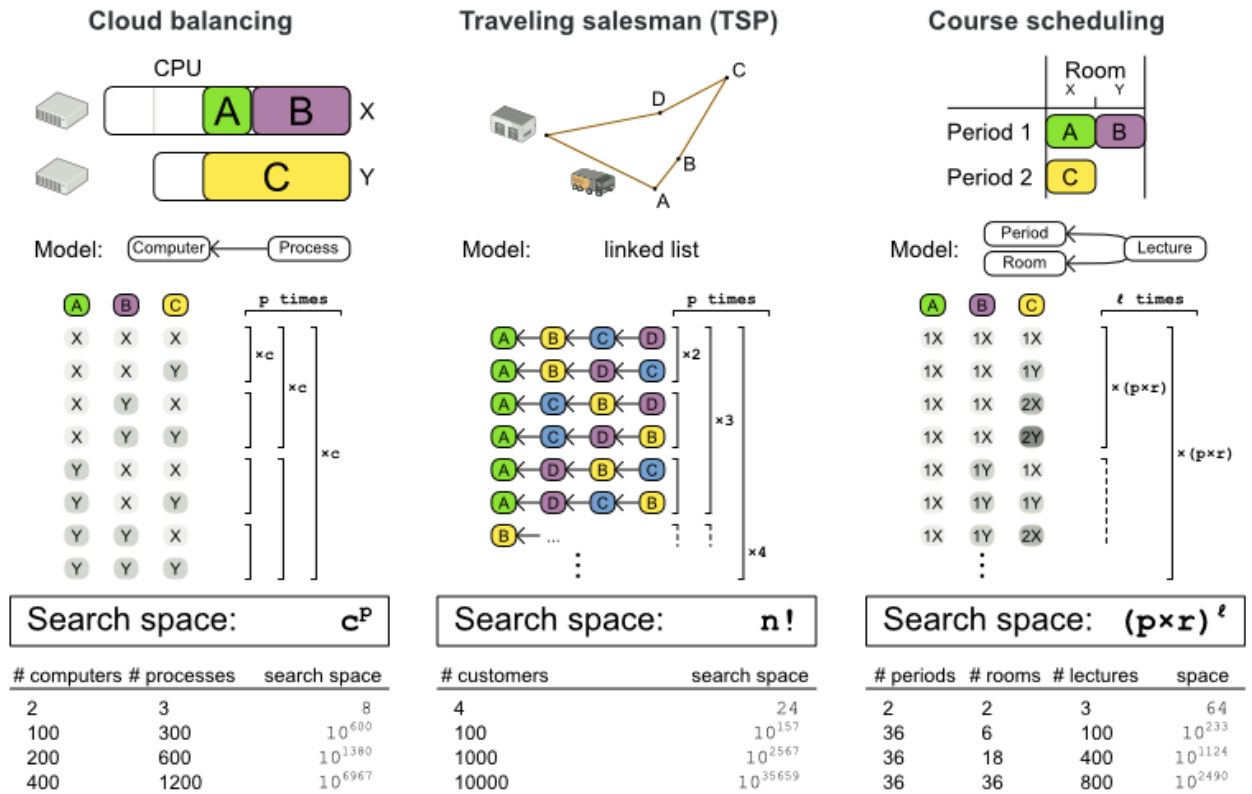 Cloud balancing
CPU
A B X
C Y
Model: Computer Process
A B C p times
X X X
X X Y ×c
X Y X ×c
X Y Y
Y X X ×c
Y X Y
Y Y X
Y Y Y
Search space: c^p
# computers # processes search space
2 3 8
100 300 10^600
200 600 10^1380
400 1200 10^6967
Traveling salesman (TSP)
C
D
B
A
Model: linked list
p times
A B C D
A B D C ×2
A C B D
A C D B ×3
A D B C
A D C B
B ...
×4
Search space: n!
# customers search space
4 24
100 10^157
1000 10^2567
10000 10^35659
Course scheduling
Room
X Y
Period 1 A B
Period 2 C
Model: Period Room Lecture
A B C ℓ times
1X 1X 1X
1X 1X 1Y
1X 1X 2X ×(p×r)
1X 1X 2Y
1X 1Y 1X ×(p×r)
1X 1Y 1Y
1X 1Y 2X
Search space: (p×r)^ℓ
# periods # rooms # lectures space
2 2 3 64
36 6 100 10^233
36 18 400 10^1124
36 36 800 10^2490